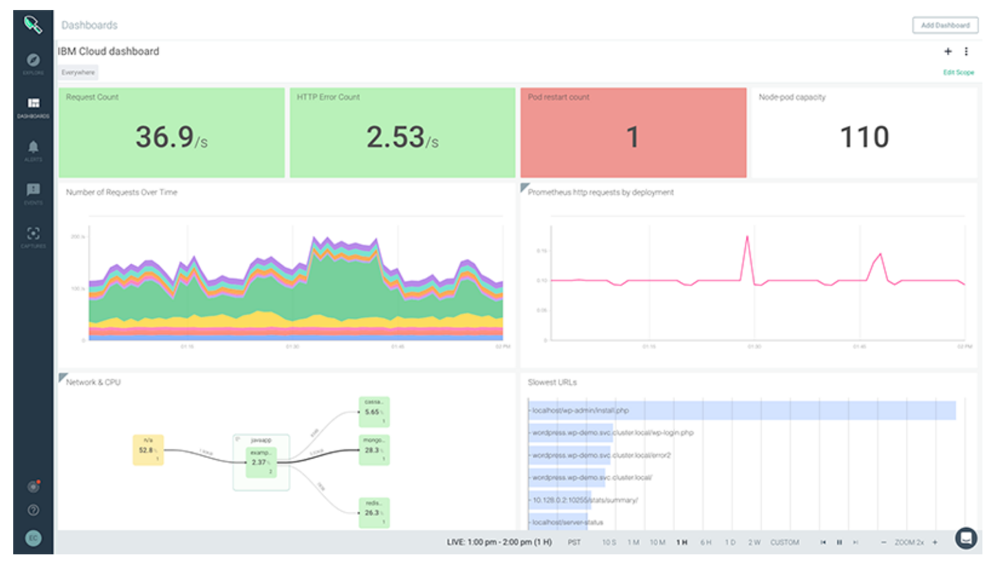 Dashboards
Add Dashboard
IBM Cloud dashboard
Everywhere
Edit Scope
EXPLORE
DASHBOARDS
ALERTS
EVENTS
CAPTURES
EC
Request Count
36.9/s
HTTP Error Count
2.53/s
Pod restart count
1
Node-pod capacity
110
Number of Requests Over Time
200 /s
100 /s
0
01:15
01:30
01:45
02 PM
Prometheus http requests by deployment
0.15
0.10
0.05
0
01:15
01:30
01:45
02 PM
Network & CPU
n/a
52.8 %
1
javaapp
examp...
2.37 %
2
cassa...
5.65 %
1
mongo...
28.3 %
1
redis...
26.3 %
1
Slowest URLs
- localhost/wp-admin/install.php
- wordpress.wp-demo.svc.cluster.local/wp-login.php
- wordpress.wp-demo.svc.cluster.local/error2
- wordpress.wp-demo.svc.cluster.local/
- 10.128.0.2:10255/stats/summary/
- localhost/server-status
LIVE: 1:00 pm - 2:00 pm (1 H)
PST
10 S
1 M
10 M
1 H
6 H
1 D
2 W
CUSTOM
ZOOM 2x